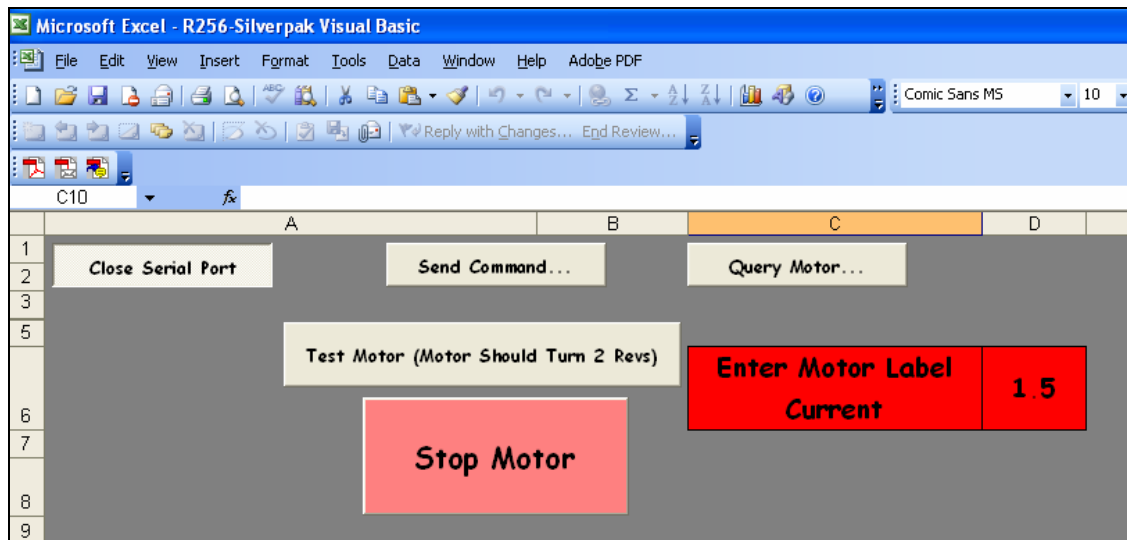 Microsoft Excel - R256-Silverpak Visual Basic
File Edit View Insert Format Tools Data Window Help Adobe PDF
Comic Sans MS 10
Reply with Changes... End Review...
C10 fx
A B C D
1
Close Serial Port Send Command... Query Motor...
2
3
5
Test Motor (Motor Should Turn 2 Revs)
Enter Motor Label
Current
1.5
6
7
Stop Motor
8
9